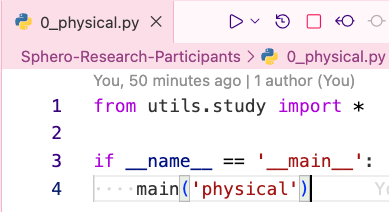 0_physical.py
Sphero-Research-Participants > 0_physical.py
You, 50 minutes ago | 1 author (You)
1 from utils.study import *
2
3 if __name__ == '__main__':
4 ····main('physical')